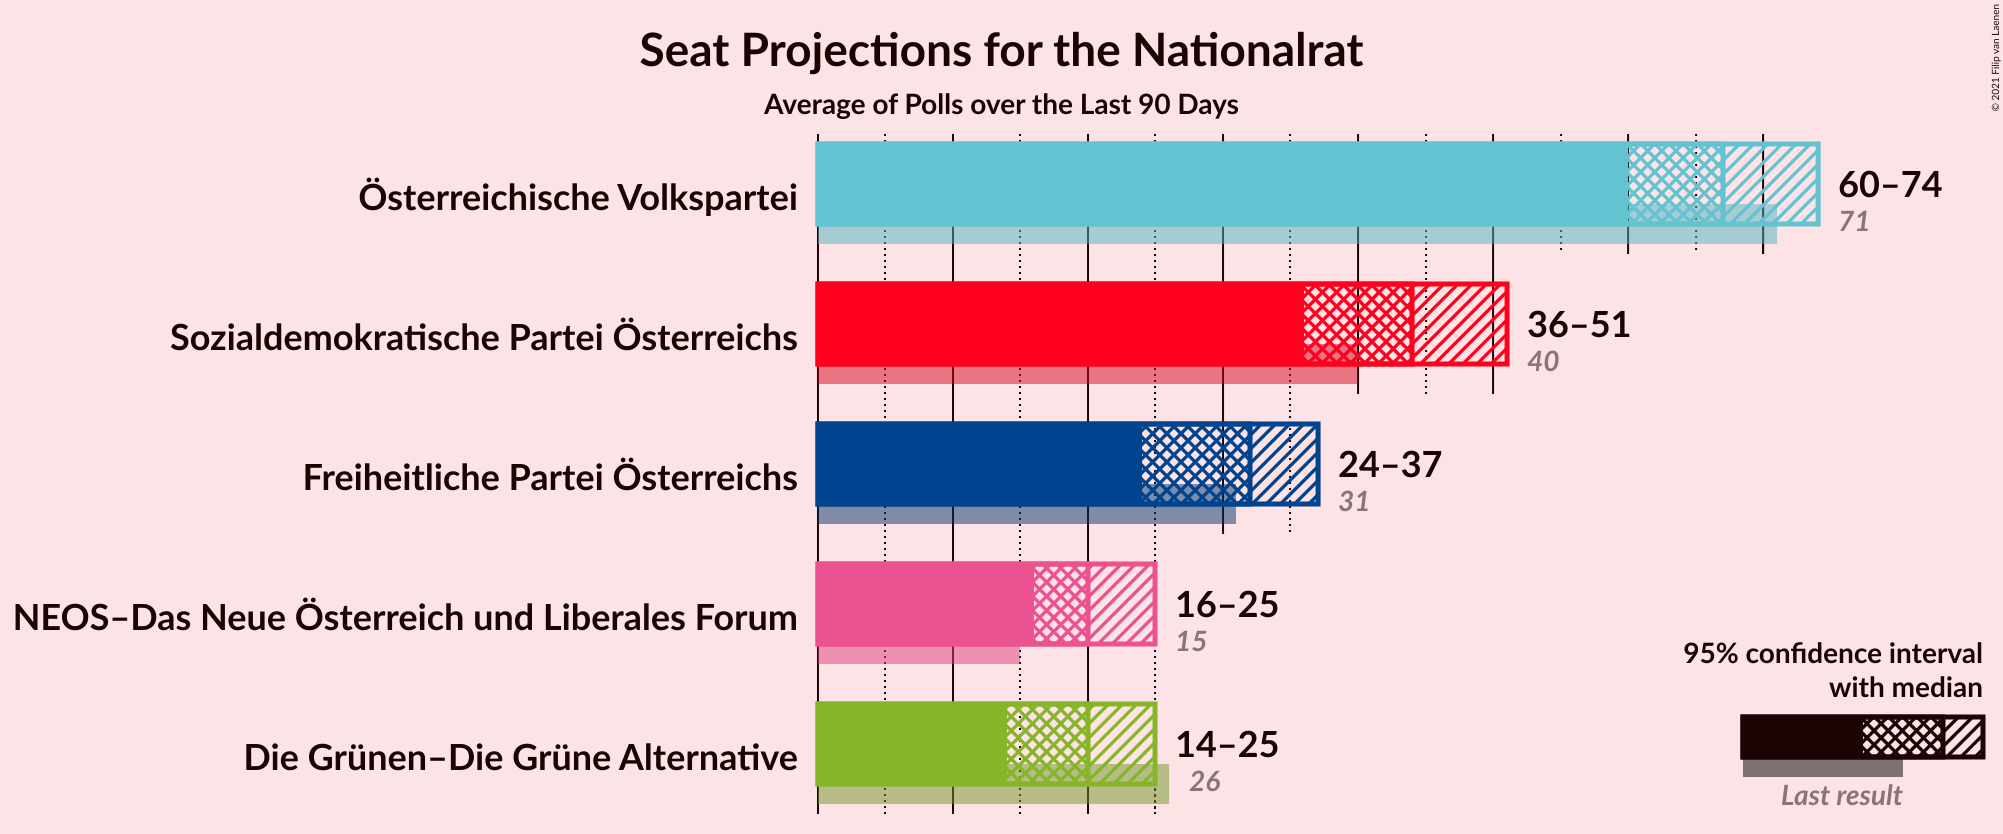 Seat Projections for the Nationalrat
Average of Polls over the Last 90 Days
© 2021 Filip van Laenen
Österreichische Volkspartei
60–74
71
Sozialdemokratische Partei Österreichs
36–51
40
Freiheitliche Partei Österreichs
24–37
31
NEOS–Das Neue Österreich und Liberales Forum
16–25
15
Die Grünen–Die Grüne Alternative
14–25
26
95% confidence interval
with median
Last result